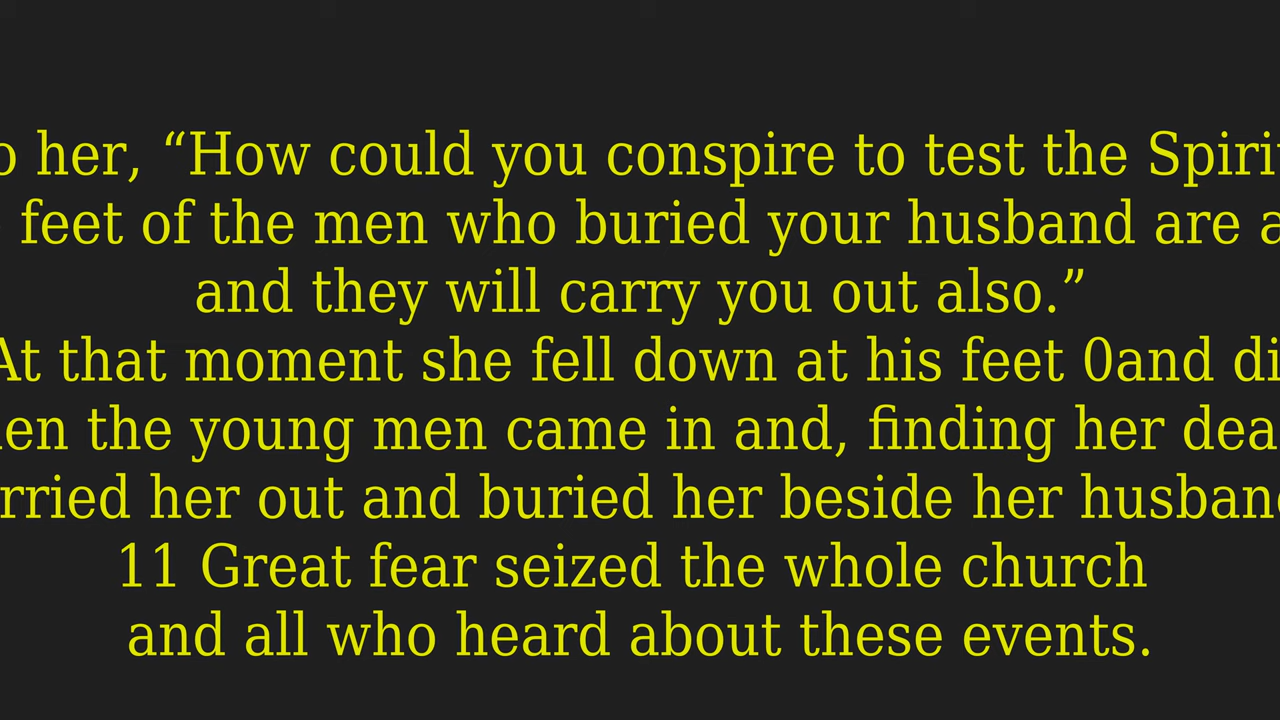 o her, “How could you conspire to test the Spiri
feet of the men who buried your husband are a
and they will carry you out also.”
At that moment she fell down at his feet 0and di
en the young men came in and, finding her dea
rried her out and buried her beside her husban
11 Great fear seized the whole church
and all who heard about these events.